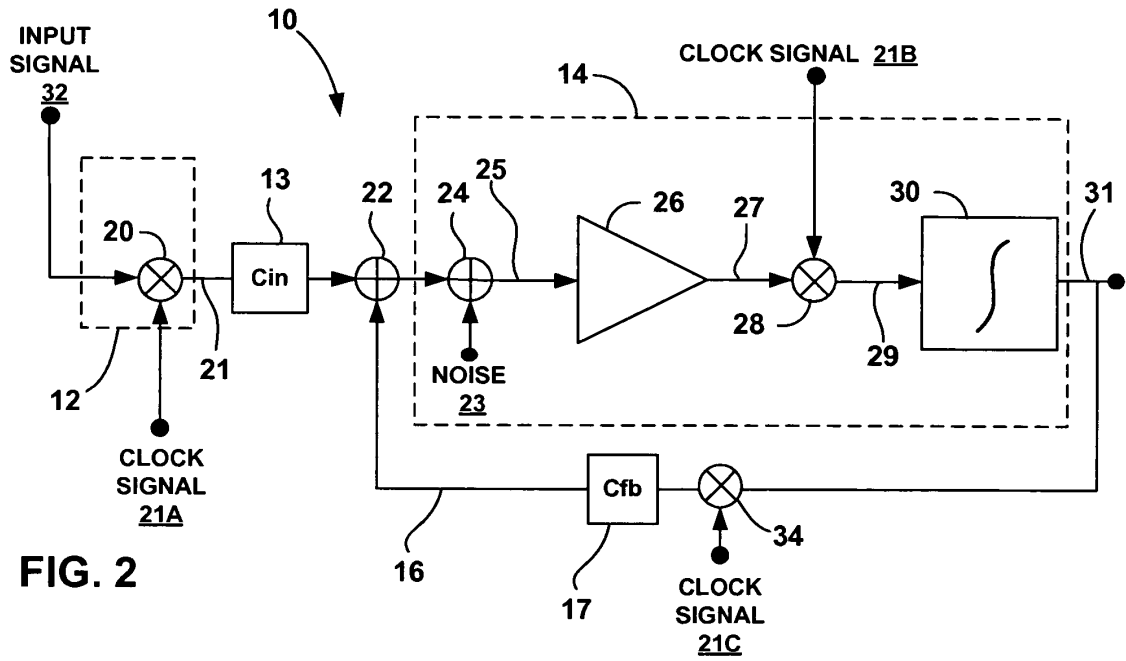 INPUT
SIGNAL
32
10
14
CLOCK SIGNAL 21B
20
13
22
24
25
26
27
30
31
Cin
21
12
28
29
NOISE
23
CLOCK
SIGNAL
21A
Cfb
34
16
17
CLOCK
SIGNAL
21C
FIG. 2